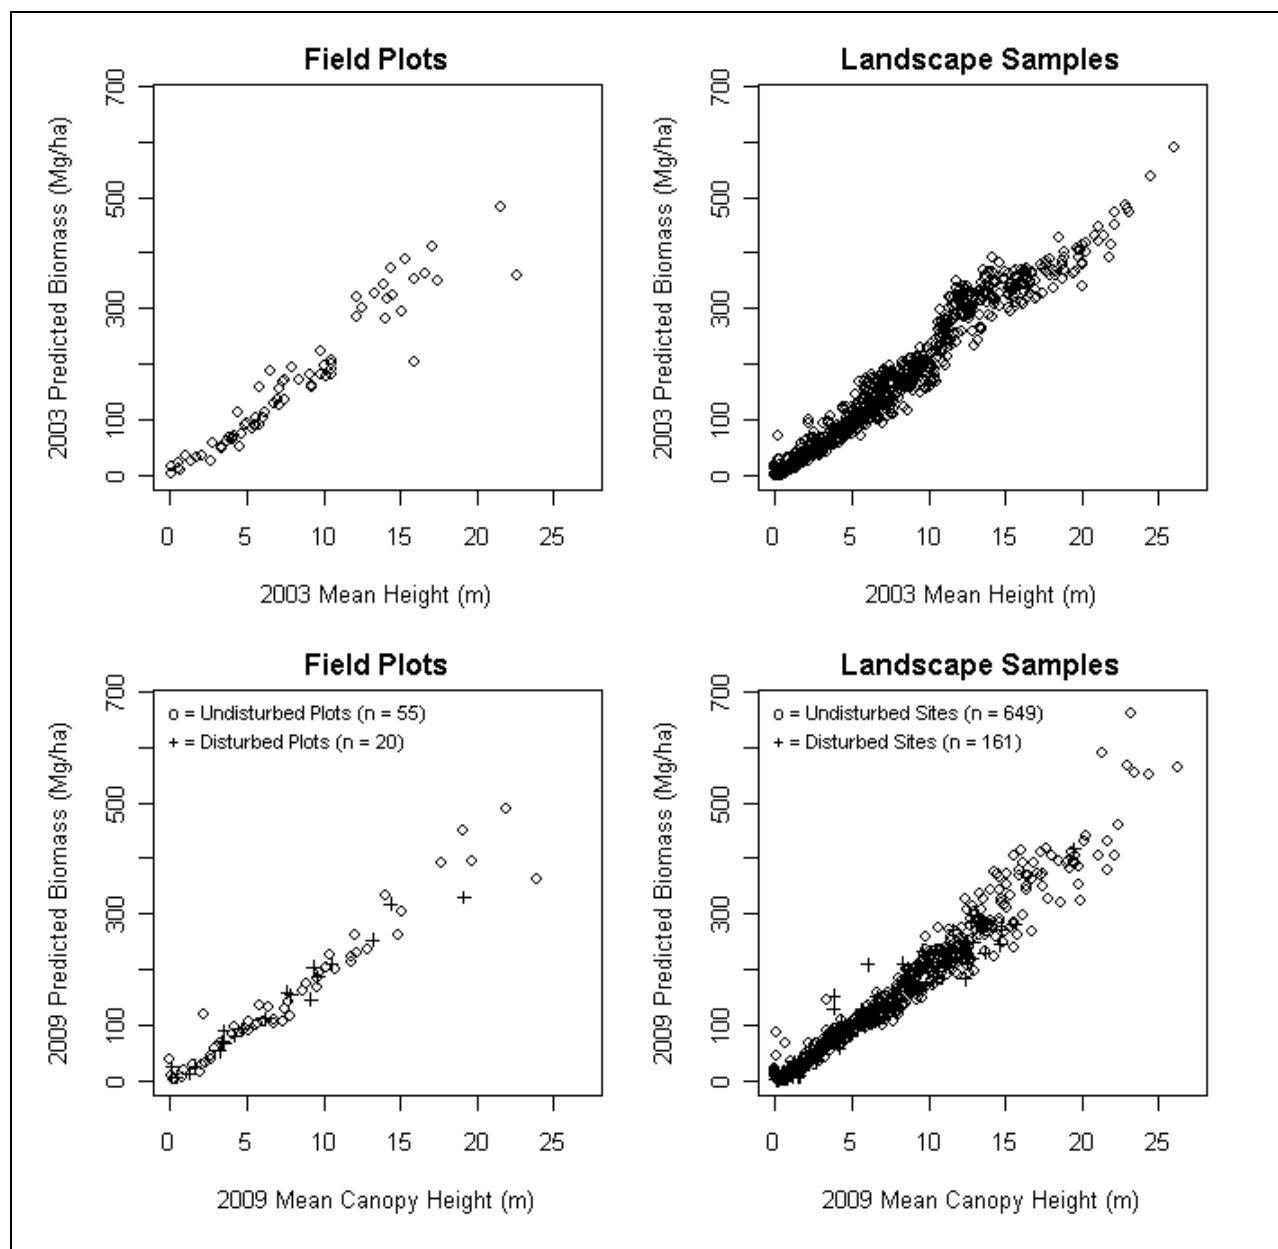 Field Plots
2003 Predicted Biomass (Mg/ha)
700
500
300
100
0
0 5 10 15 20 25
2003 Mean Height (m)
Landscape Samples
2003 Predicted Biomass (Mg/ha)
700
500
300
100
0
0 5 10 15 20 25
2003 Mean Height (m)
Field Plots
o = Undisturbed Plots (n = 55)
+ = Disturbed Plots (n = 20)
2009 Predicted Biomass (Mg/ha)
700
500
300
100
0
0 5 10 15 20 25
2009 Mean Canopy Height (m)
Landscape Samples
o = Undisturbed Sites (n = 649)
+ = Disturbed Sites (n = 161)
2009 Predicted Biomass (Mg/ha)
700
500
300
100
0
0 5 10 15 20 25
2009 Mean Canopy Height (m)